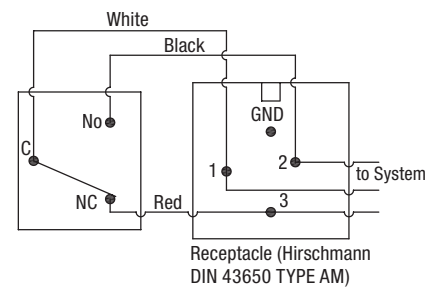 White
Black
No
GND
C
1
2
to System
NC
Red
3
Receptacle (Hirschmann
DIN 43650 TYPE AM)